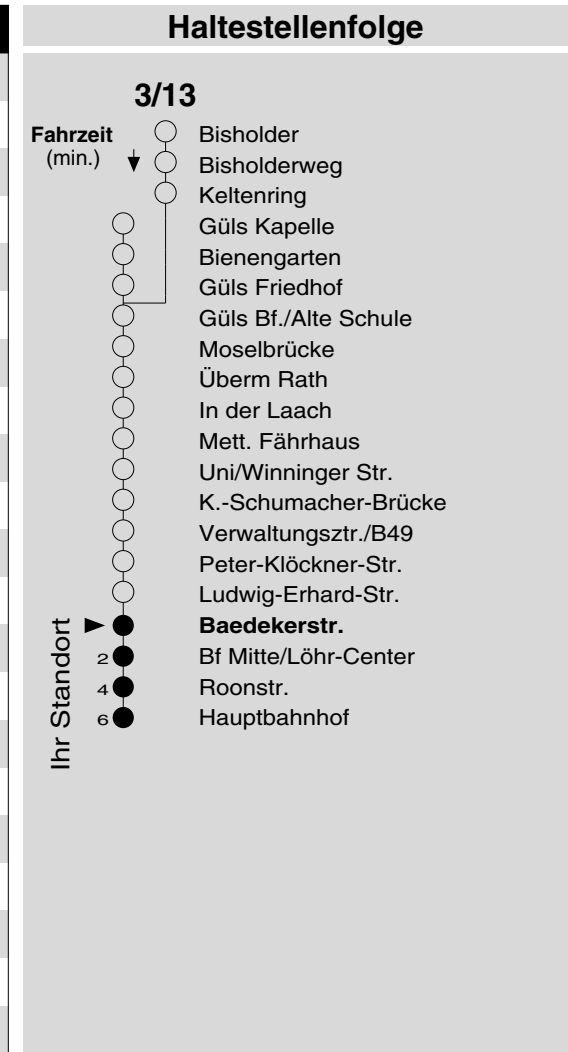 Haltestellenfolge
3/13
Fahrzeit
(min.)
Bisholder
Bisholderweg
Keltenring
Güls Kapelle
Bienengarten
Güls Friedhof
Güls Bf./Alte Schule
Moselbrücke
Überm Rath
In der Laach
Mett. Fährhaus
Uni/Winninger Str.
K.-Schumacher-Brücke
Verwaltungsztr./B49
Peter-Klöckner-Str.
Ludwig-Erhard-Str.
Baedekerstr.
2 Bf Mitte/Löhr-Center
4 Roonstr.
6 Hauptbahnhof
Ihr Standort